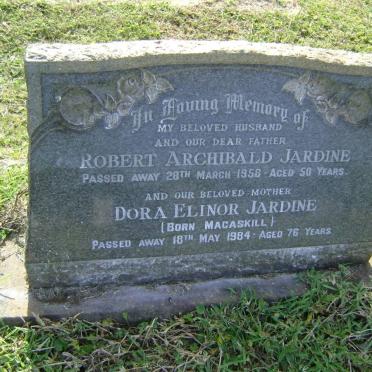 In Loving Memory of
My Beloved Husband
and our Dear Father
Robert Archibald Jardine
Passed away 28th March 1958 - Aged 50 Years.
and our Beloved Mother
Dora Elinor Jardine
(Born Macaskill)
Passed away 18th May 1984 - Aged 76 Years.